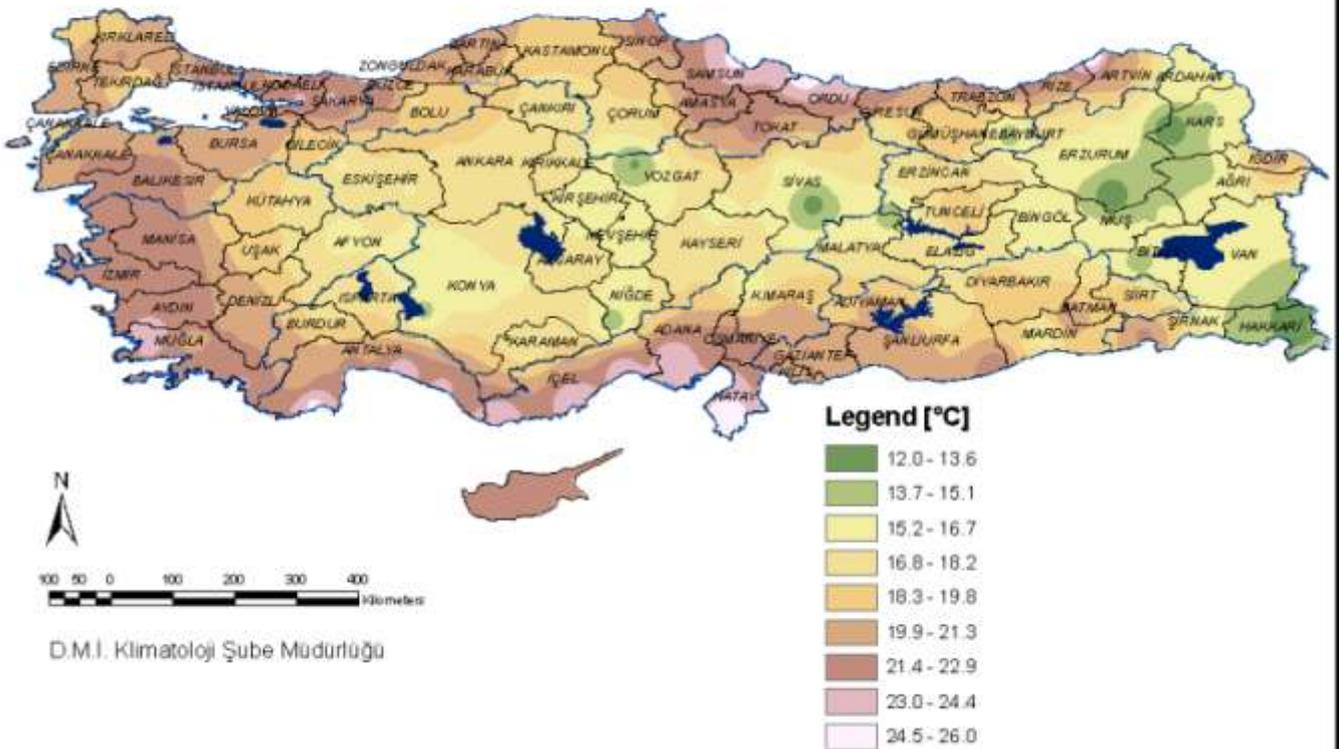 KIRKLARELİ
EDİRNE
TEKİRDAĞ
İSTANBUL
İSTANBUL
KOCAELİ
YALOVA
SAKARYA
DÜZCE
ZONGULDAK
BARTIN
KARABÜK
KASTAMONU
SİNOP
SAMSUN
ORDU
GİRESUN
TRABZON
RİZE
ARTVİN
ARDAHAN
ÇANAKKALE
ÇANAKKALE
BURSA
BİLECİK
BOLU
ÇANKIRI
ÇORUM
AMASYA
TOKAT
GÜMÜŞHANE
BAYBURT
ERZURUM
KARS
IĞDIR
AĞRI
BALIKESİR
KÜTAHYA
ESKİŞEHİR
ANKARA
KIRIKKALE
YOZGAT
SİVAS
ERZİNCAN
TUNCELİ
BİNGÖL
MUŞ
MANİSA
UŞAK
AFYON
KIRŞEHİR
NEVŞEHİR
KAYSERİ
MALATYA
ELAZIĞ
VAN
İZMİR
AYDIN
DENİZLİ
ISPARTA
KONYA
AKSARAY
NİĞDE
K.MARAŞ
ADIYAMAN
DİYARBAKIR
BATMAN
SİİRT
ŞIRNAK
HAKKARİ
MUĞLA
BURDUR
ANTALYA
KARAMAN
İÇEL
ADANA
OSMANİYE
GAZİANTEP
ŞANLIURFA
MARDİN
HATAY
Legend [°C]
12.0 - 13.6
13.7 - 15.1
15.2 - 16.7
16.8 - 18.2
18.3 - 19.8
19.9 - 21.3
21.4 - 22.9
23.0 - 24.4
24.5 - 26.0
N
100 50 0 100 200 300 400
Kilometers
D.M.İ. Klimatoloji Şube Müdürlüğü